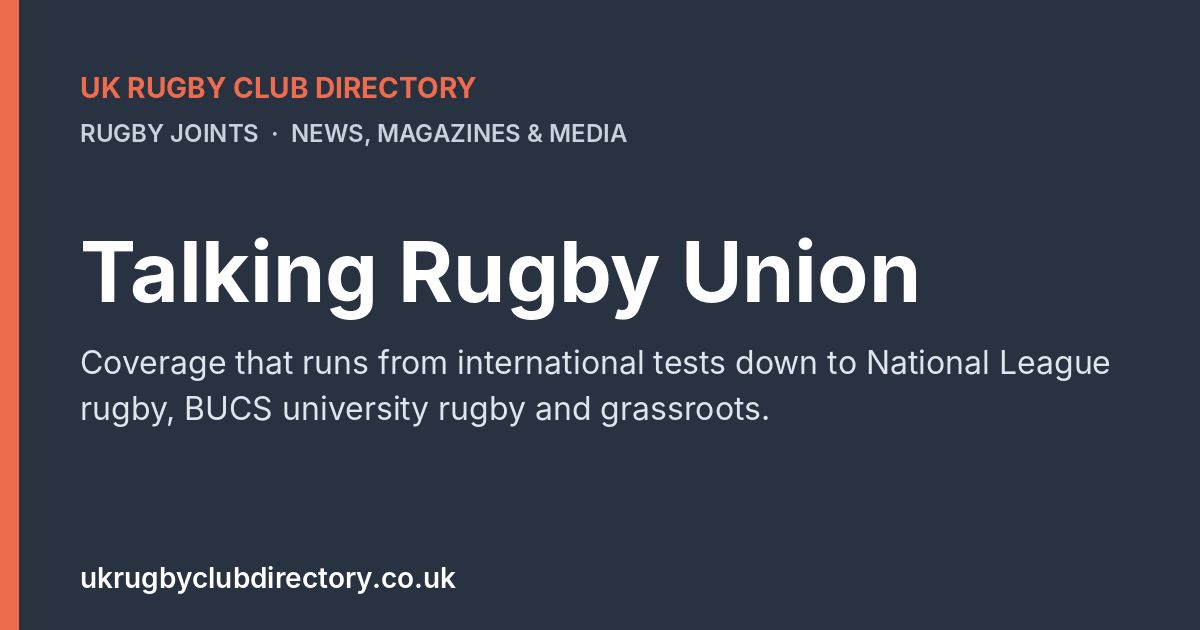 UK RUGBY CLUB DIRECTORY
RUGBY JOINTS · NEWS, MAGAZINES & MEDIA
Talking Rugby Union
Coverage that runs from international tests down to National League
rugby, BUCS university rugby and grassroots.
ukrugbyclubdirectory.co.uk